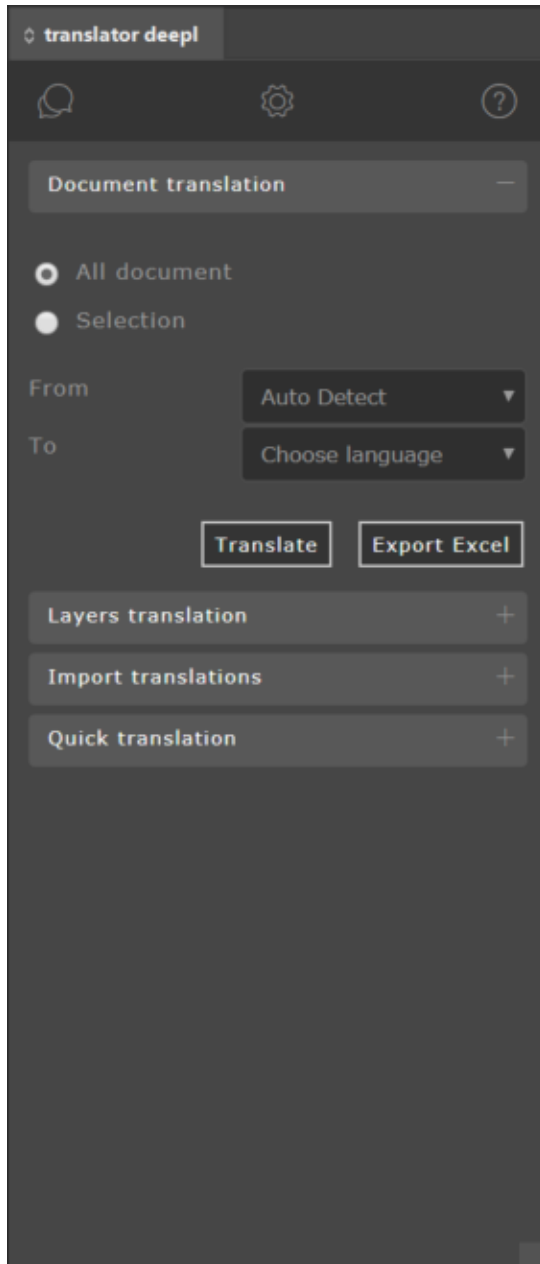 translator deepl
?
Document translation
All document
Selection
From Auto Detect
To Choose language
Translate Export Excel
Layers translation
Import translations
Quick translation